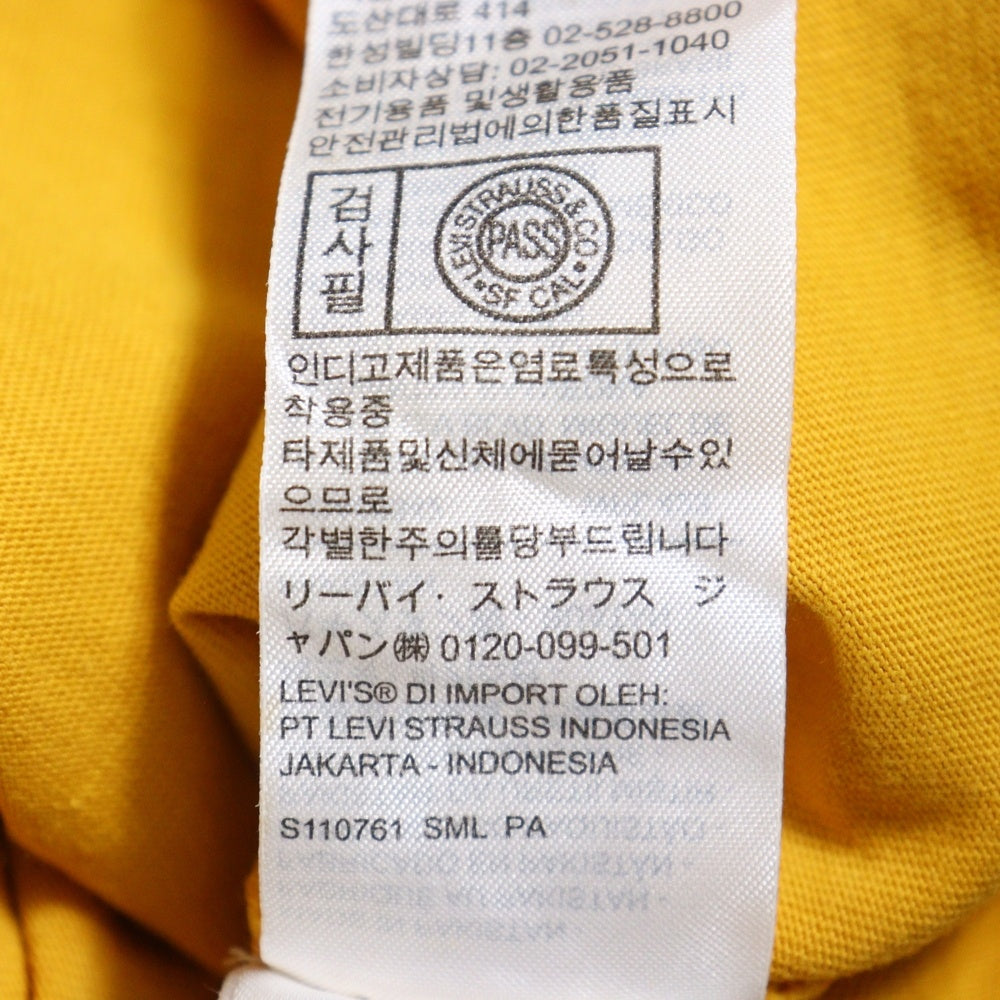 도산대로 414
한성빌딩11층 02-528-8800
소비자상담: 02-2051-1040
전기용품 및생활용품
안전관리법에의한품질표시
검사필
LEVI STRAUSS & CO
PASS
SF CAL
인디고제품은염료특성으로
착용중
타제품및신체에묻어날수있
으므로
각별한주의를당부드립니다
リーバイ・ストラウス ジ
ャパン㈱ 0120-099-501
LEVI'S® DI IMPORT OLEH:
PT LEVI STRAUSS INDONESIA
JAKARTA - INDONESIA
S110761 SML PA